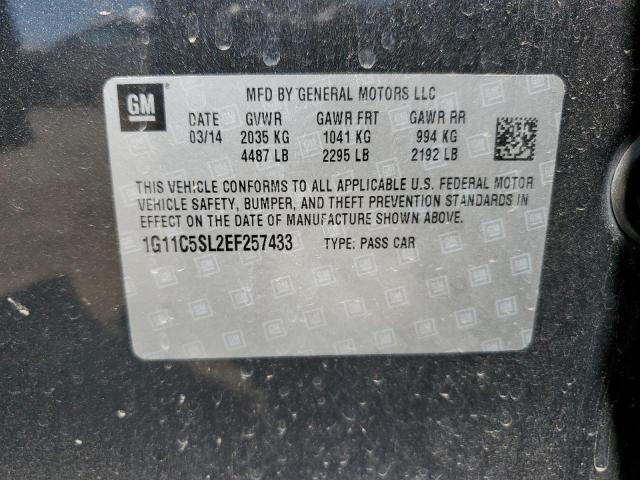 GM
MFD BY GENERAL MOTORS LLC
DATE GVWR GAWR FRT GAWR RR
03/14 2035 KG 1041 KG 994 KG
4487 LB 2295 LB 2192 LB
THIS VEHICLE CONFORMS TO ALL APPLICABLE U.S. FEDERAL MOTOR
VEHICLE SAFETY, BUMPER, AND THEFT PREVENTION STANDARDS IN
EFFECT ON THE DATE OF MANUFACTURE SHOWN ABOVE.
1G11C5SL2EF257433 TYPE: PASS CAR